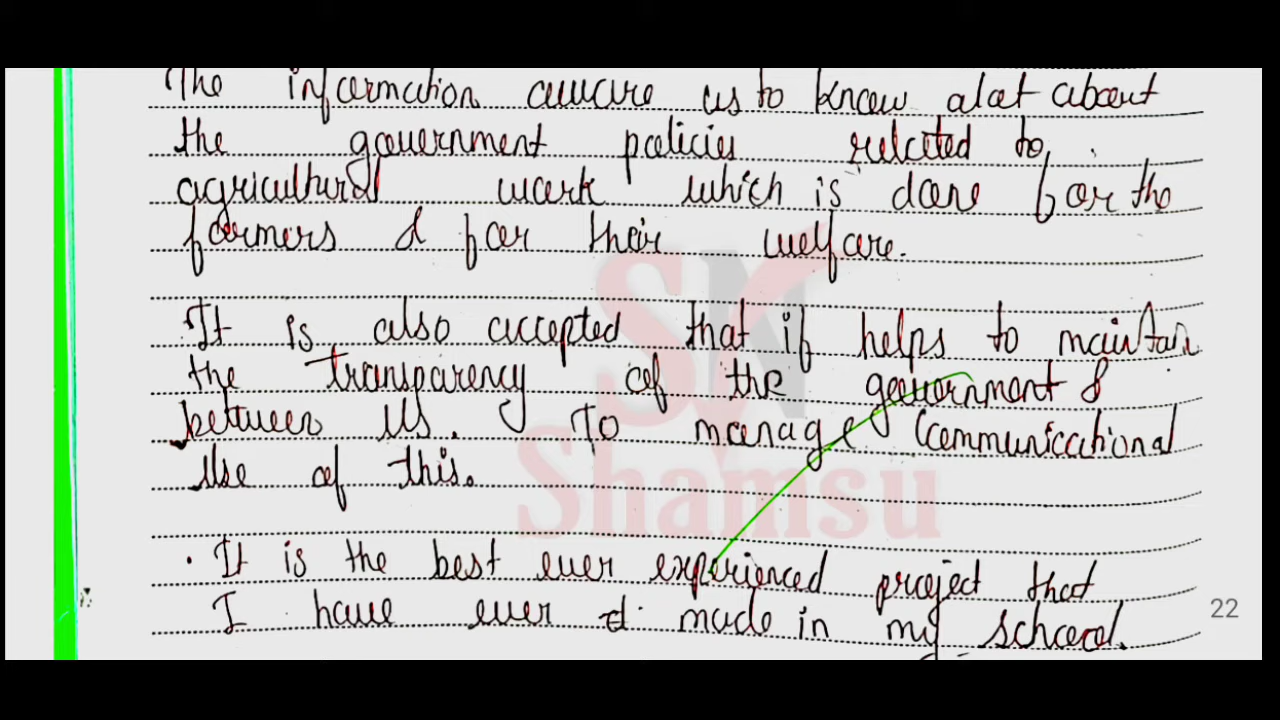 The information aware us to know alot about
the government policies related to
agricultural work which is done for the
farmers & for their welfare.
It is also accepted that if helps to maintain
the transparency of the government &
between us. To manage Communicational
use of this.
SK
Shamsu
. It is the best ever experienced project that
I have ever made in my school.
22